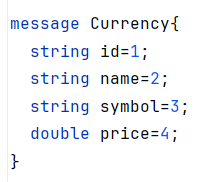 message Currency{
  string id=1;
  string name=2;
  string symbol=3;
  double price=4;
}